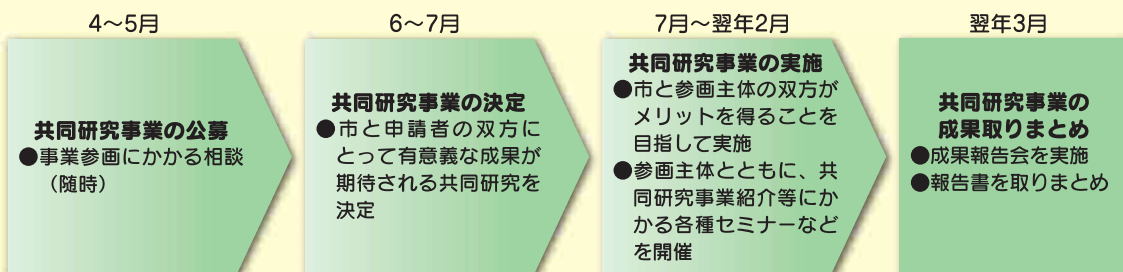 4～5月
共同研究事業の公募
●事業参画にかかる相談
（随時）
6～7月
共同研究事業の決定
●市と申請者の双方に
とって有意義な成果が
期待される共同研究を
決定
7月～翌年2月
共同研究事業の実施
●市と参画主体の双方が
メリットを得ることを
目指して実施
●参画主体とともに、共
同研究事業紹介等にか
かる各種セミナーなど
を開催
翌年3月
共同研究事業の
成果取りまとめ
●成果報告会を実施
●報告書を取りまとめ